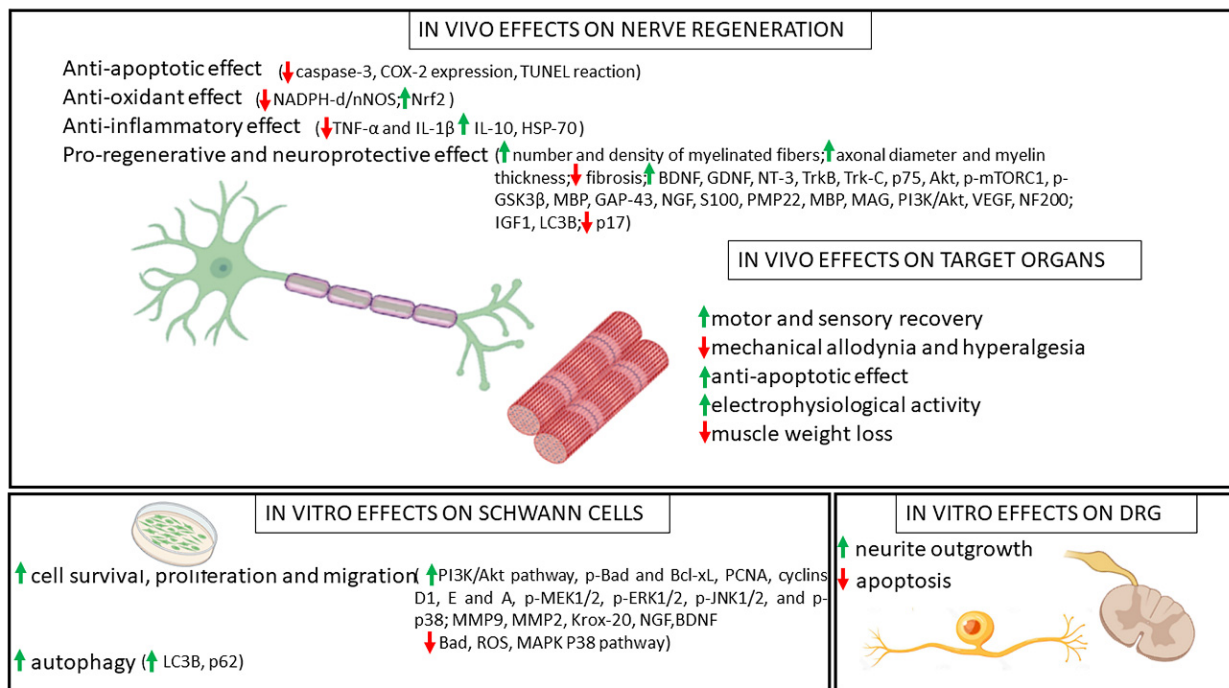 IN VIVO EFFECTS ON NERVE REGENERATION
Anti-apoptotic effect (↓caspase-3, COX-2 expression, TUNEL reaction)
Anti-oxidant effect (↓NADPH-d/nNOS;↑Nrf2 )
Anti-inflammatory effect (↓TNF-α and IL-1β↑ IL-10, HSP-70)
Pro-regenerative and neuroprotective effect (↑ number and density of myelinated fibers;↑axonal diameter and myelin
thickness;↓fibrosis;↑ BDNF, GDNF, NT-3, TrkB, Trk-C, p75, Akt, p-mTORC1, p-
GSK3β, MBP, GAP-43, NGF, S100, PMP22, MBP, MAG, PI3K/Akt, VEGF, NF200;
IGF1, LC3B;↓ p17)
IN VIVO EFFECTS ON TARGET ORGANS
↑motor and sensory recovery
↓mechanical allodynia and hyperalgesia
↑anti-apoptotic effect
↑electrophysiological activity
↓muscle weight loss
IN VITRO EFFECTS ON SCHWANN CELLS
↑cell survival, proliferation and migration( ↑PI3K/Akt pathway, p-Bad and Bcl-xL, PCNA, cyclins
D1, E and A, p-MEK1/2, p-ERK1/2, p-JNK1/2, and p-
p38; MMP9, MMP2, Krox-20, NGF,BDNF
↓ Bad, ROS, MAPK P38 pathway)
↑ autophagy (↑ LC3B, p62)
IN VITRO EFFECTS ON DRG
↑ neurite outgrowth
↓ apoptosis